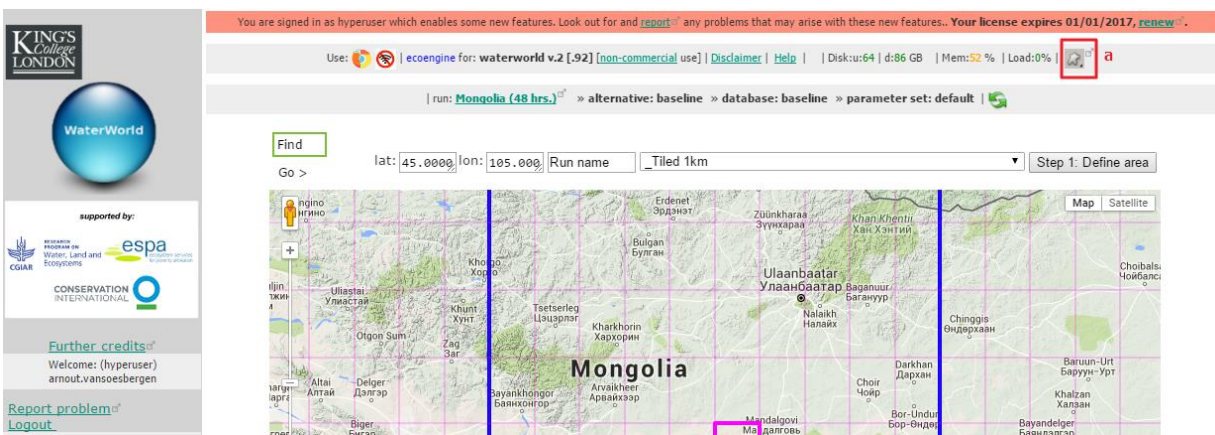 KING'S
College
LONDON
WaterWorld
supported by:
CGIAR
RESEARCH
PROGRAM ON
Water, Land and
Ecosystems
espa
ecosystem services
for poverty alleviation
CONSERVATION
INTERNATIONAL
Further credits
Welcome: (hyperuser)
arnout.vansoesbergen
Report problem
Logout
You are signed in as hyperuser which enables some new features. Look out for and report any problems that may arise with these new features.. Your license expires 01/01/2017, renew.
Use: | ecoengine for: waterworld v.2 [.92] [non-commercial use] | Disclaimer | Help | | Disk:u:64 | d:86 GB | Mem:52 % | Load:0% | a
| run: Mongolia (48 hrs.) » alternative: baseline » database: baseline » parameter set: default |
Find
Go >
lat: 45.0000 lon: 105.000 Run name _Tiled 1km Step 1: Define area
Map Satellite
Erdenet
Эрдэнэт
Züünkharaa
Зүүнхараа
Khan Khentii
Хан Хэнтий
Bulgan
Булган
Ulaanbaatar
Улаанбаатар
Baganuur
Багануур
Nalaikh
Налайх
Uliastai
Улиастай
Otgon Sum
Khunt
Хунт
Zag
Заг
Tsetserleg
Цэцэрлэг
Kharkhorin
Хархорин
Chinggis
Өндөрхаан
Mongolia
Arvaikheer
Арвайхээр
Bayankhongor
Баянхонгор
Altai
Алтай
Delger
Дэлгэр
Biger
Darkhan
Дархан
Choir
Чойр
Baruun-Urt
Баруун-Урт
Khalzan
Халзан
Mandalgovi
Bor-Undur
Бор-Өндөр
Bayandelger